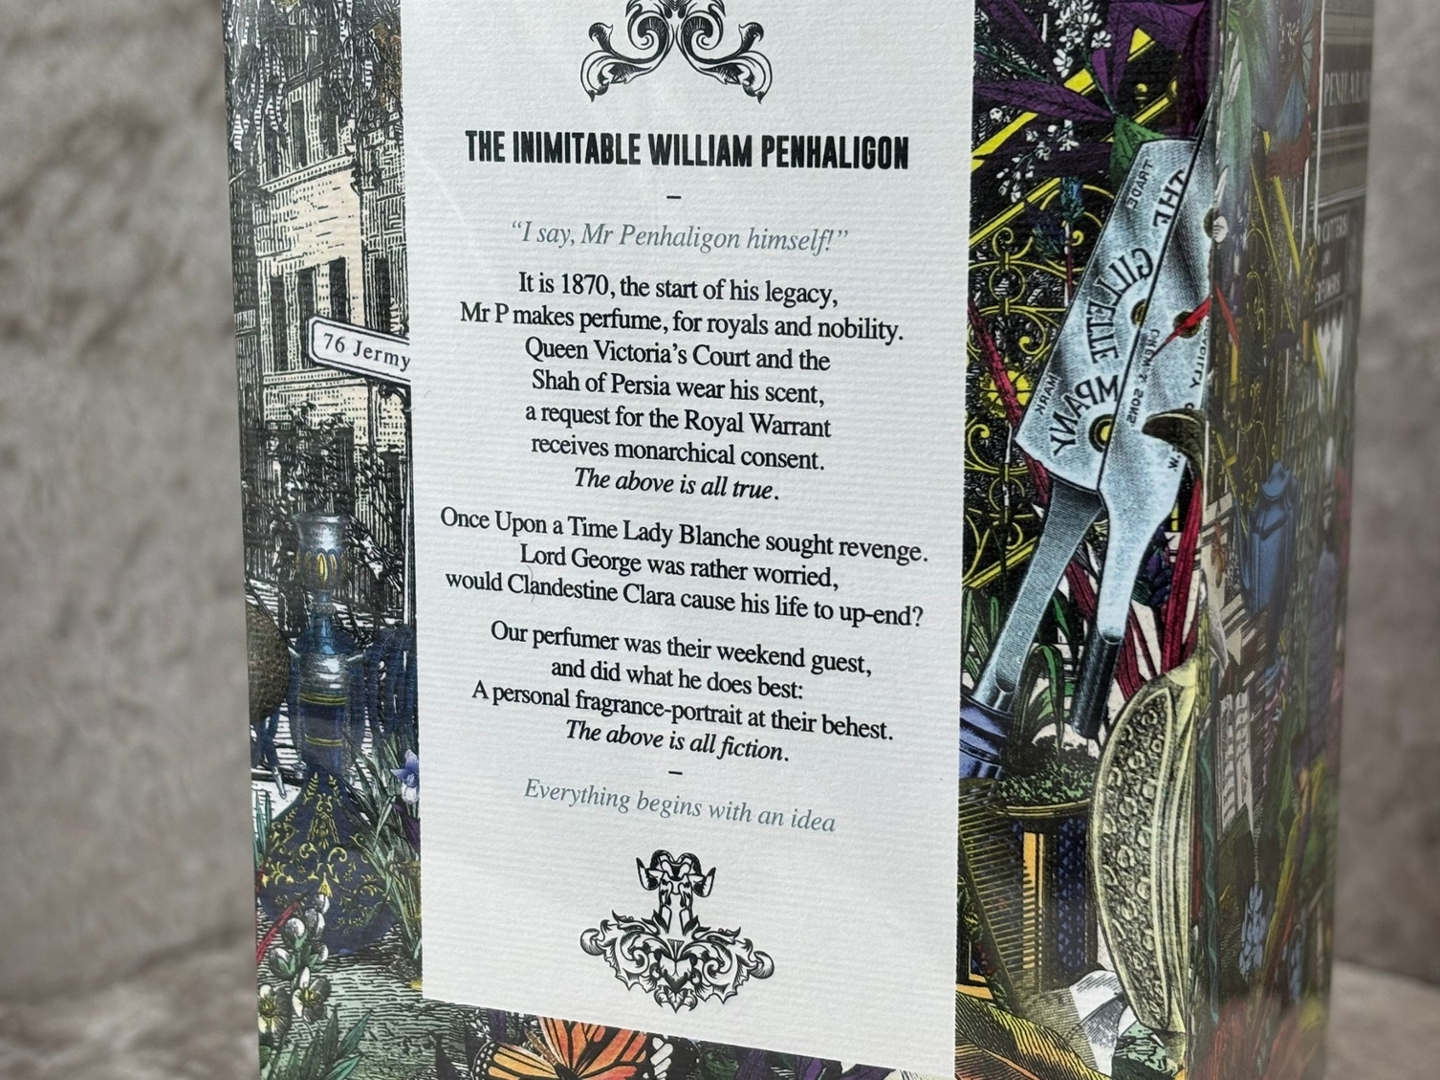 THE INIMITABLE WILLIAM PENHALIGON
–
“I say, Mr Penhaligon himself!”
It is 1870, the start of his legacy,
Mr P makes perfume, for royals and nobility.
Queen Victoria’s Court and the
Shah of Persia wear his scent,
a request for the Royal Warrant
receives monarchical consent.
The above is all true.
Once Upon a Time Lady Blanche sought revenge.
Lord George was rather worried,
would Clandestine Clara cause his life to up-end?
Our perfumer was their weekend guest,
and did what he does best:
A personal fragrance-portrait at their behest.
The above is all fiction.
–
Everything begins with an idea
76 Jermy
TRADE
THE
GILLETTE
MPANY
MARK
& SONS